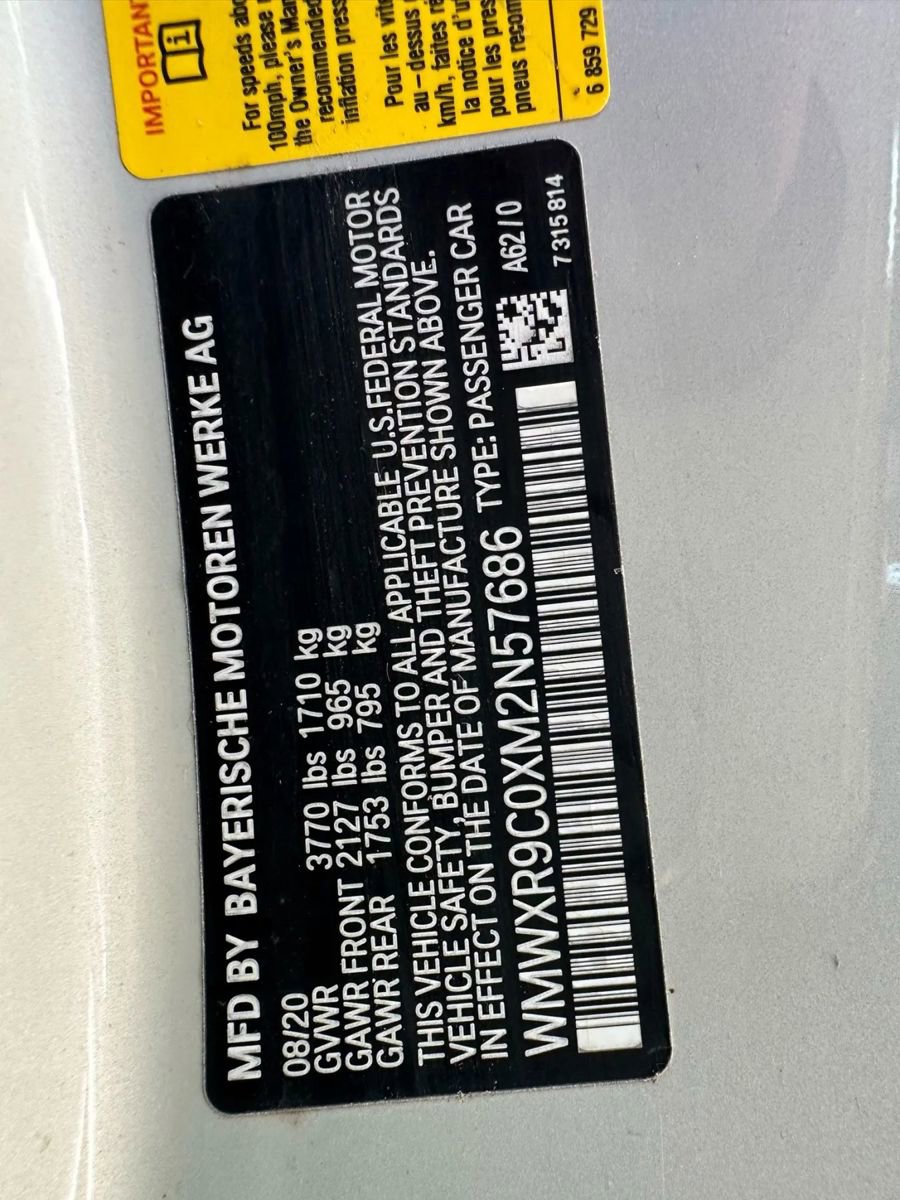 IMPORTANT
For speeds abo
100mph, please
the Owner's Man
recommended
inflation press
Pour les vite
au-dessus
km/h, faites ré
la notice d'u
pour les pres
pneus recom
6 859 729
MFD BY BAYERISCHE MOTOREN WERKE AG
08/20
GVWR 3770 lbs 1710 kg
GAWR FRONT 2127 lbs 965 kg
GAWR REAR 1753 lbs 795 kg
THIS VEHICLE CONFORMS TO ALL APPLICABLE U.S.FEDERAL MOTOR
VEHICLE SAFETY, BUMPER AND THEFT PREVENTION STANDARDS
IN EFFECT ON THE DATE OF MANUFACTURE SHOWN ABOVE.
WMWXR9C0XM2N57686 TYPE: PASSENGER CAR
A62/0
7315814